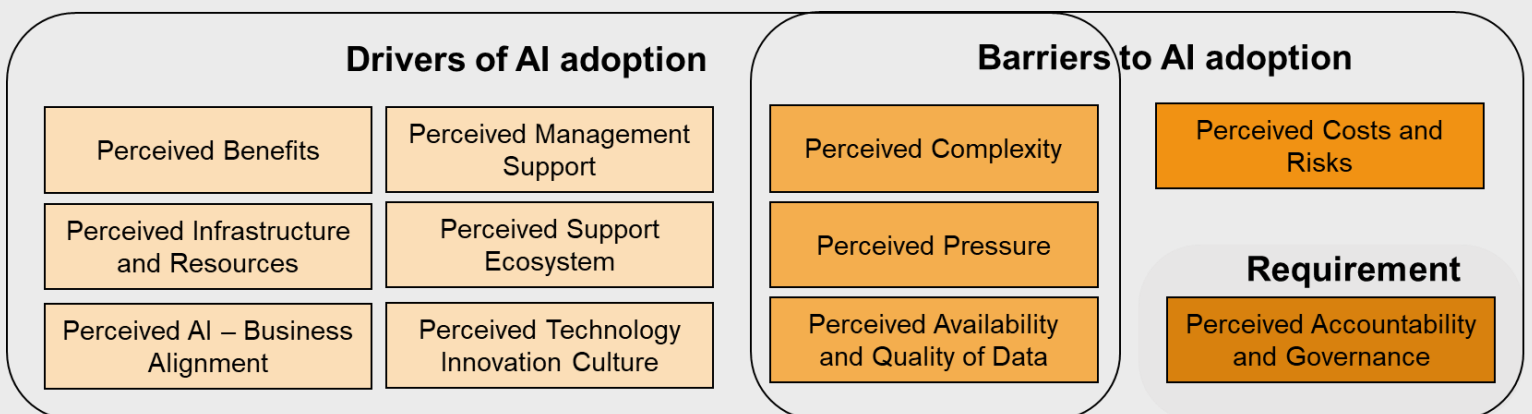 Drivers of AI adoption
Barriers to AI adoption
Perceived Benefits
Perceived Management
Support
Perceived Complexity
Perceived Costs and
Risks
Perceived Infrastructure
and Resources
Perceived Support
Ecosystem
Perceived Pressure
Requirement
Perceived AI – Business
Alignment
Perceived Technology
Innovation Culture
Perceived Availability
and Quality of Data
Perceived Accountability
and Governance